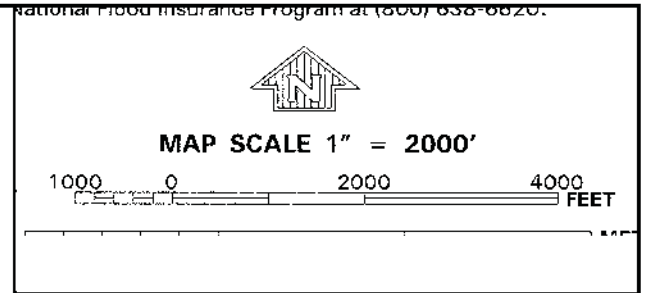 National Flood Insurance Program at (800) 638-6620.
N
MAP SCALE 1" = 2000'
1000 0 2000 4000
FEET